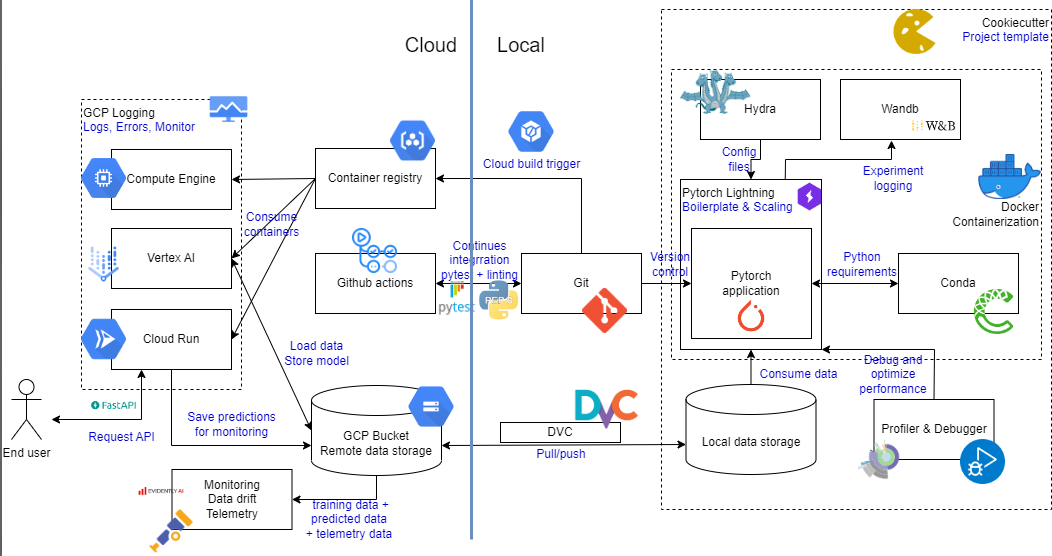 Cloud
Local
Cookiecutter
Project template
GCP Logging
Logs, Errors, Monitor
Compute Engine
Vertex AI
Cloud Run
Consume
containers
Container registry
Cloud build trigger
Github actions
Continues
integrration
pytest + linting
pytest
PEP 8
Git
Version
control
Hydra
Wandb
W&B
Config
files
Experiment
logging
Pytorch Lightning
Boilerplate & Scaling
Pytorch
application
Docker
Containerization
Python
requirements
Conda
Load data
Store model
FastAPI
Request API
End user
Save predictions
for monitoring
GCP Bucket
Remote data storage
DVC
DVC
Pull/push
Consume data
Local data storage
Debug and
optimize
performance
Profiler & Debugger
EVIDENTLY AI
Monitoring
Data drift
Telemetry
training data +
predicted data
+ telemetry data